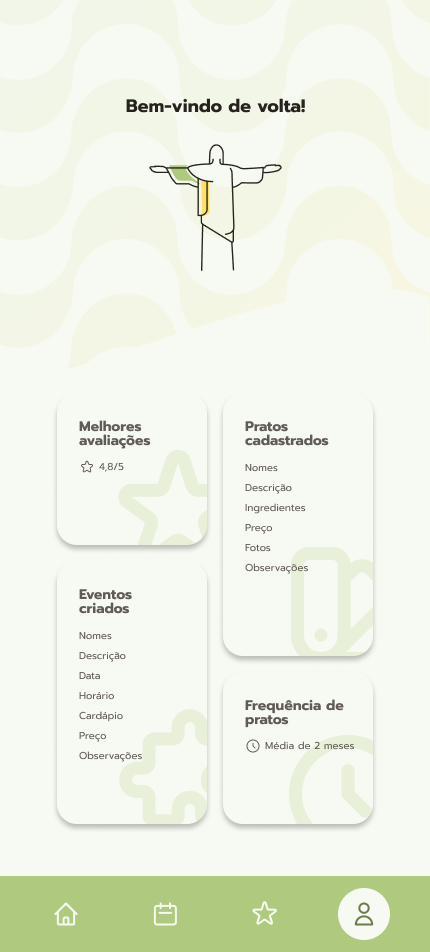 Bem-vindo de volta!
Melhores
avaliações
4,8/5
Eventos
criados
Nomes
Descrição
Data
Horário
Cardápio
Preço
Observações
Pratos
cadastrados
Nomes
Descrição
Ingredientes
Preço
Fotos
Observações
Frequência de
pratos
Média de 2 meses